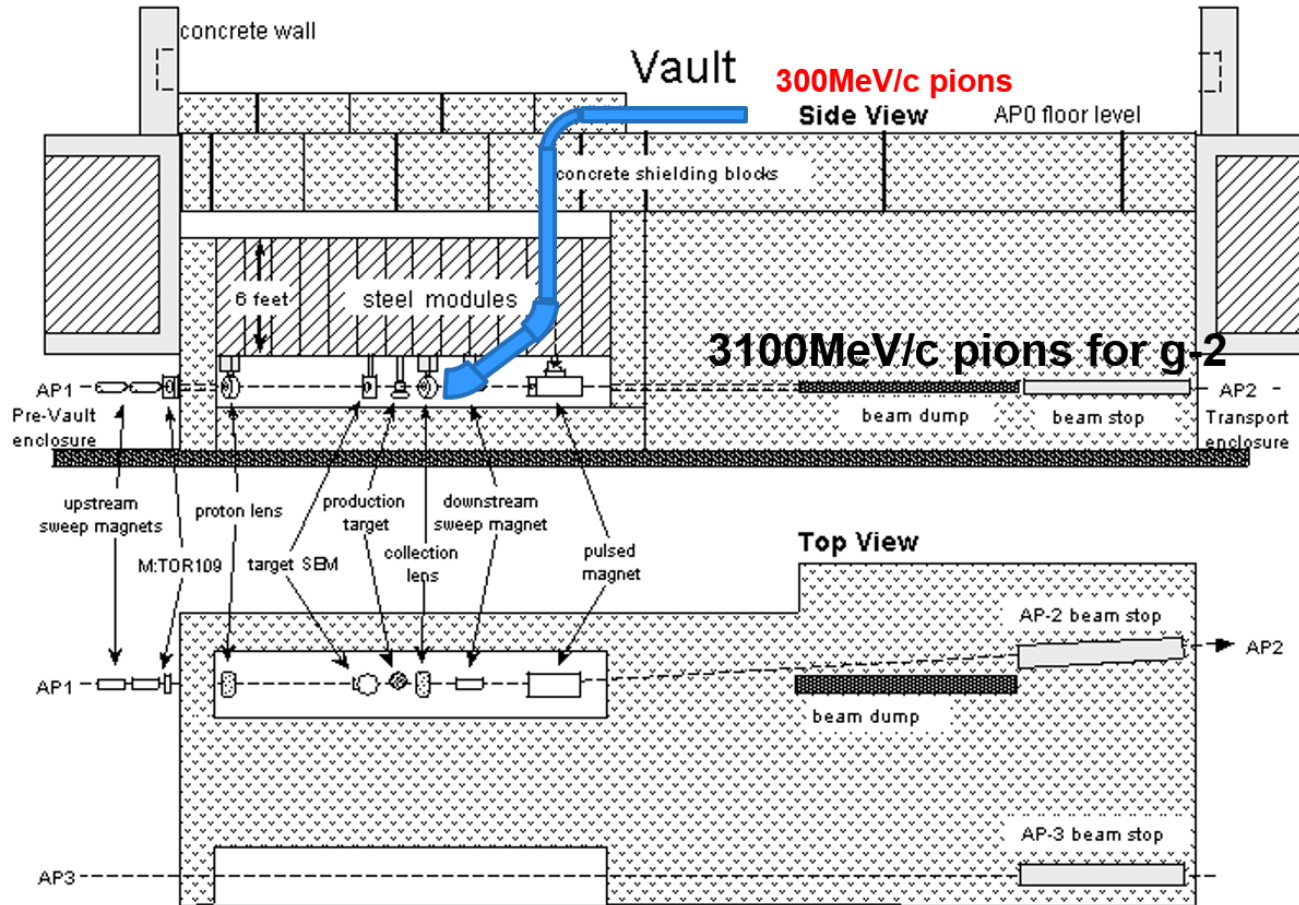 concrete wall
Vault
300MeV/c pions
Side View
AP0 floor level
concrete shielding blocks
6 feet
steel modules
3100MeV/c pions for g-2
AP1
Pre-Vault
enclosure
beam dump
beam stop
AP2
Transport
enclosure
upstream
sweep magnets
proton lens
production
target
downstream
sweep magnet
M:TOR109
target SEM
collection
lens
pulsed
magnet
Top View
AP-2 beam stop
AP1
AP2
beam dump
AP-3 beam stop
AP3